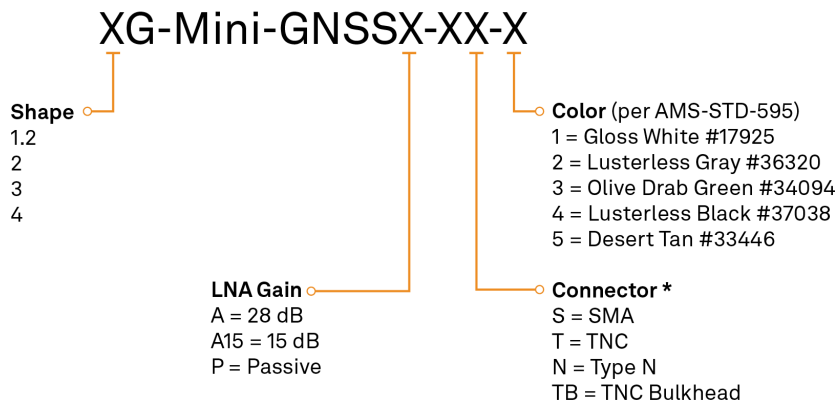 XG-Mini-GNSSX-XX-X
Shape
1.2
2
3
4
Color (per AMS-STD-595)
1 = Gloss White #17925
2 = Lusterless Gray #36320
3 = Olive Drab Green #34094
4 = Lusterless Black #37038
5 = Desert Tan #33446
LNA Gain
A = 28 dB
A15 = 15 dB
P = Passive
Connector *
S = SMA
T = TNC
N = Type N
TB = TNC Bulkhead